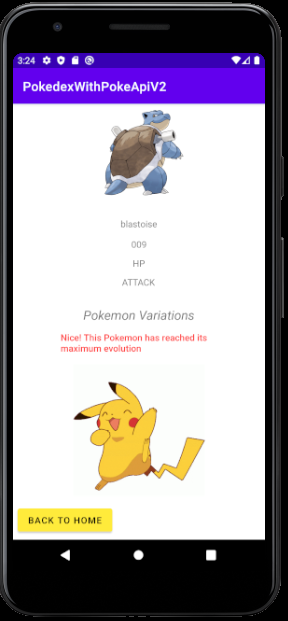 3:24
PokedexWithPokeApiV2
blastoise
009
HP
ATTACK
Pokemon Variations
Nice! This Pokemon has reached its
maximum evolution
BACK TO HOME